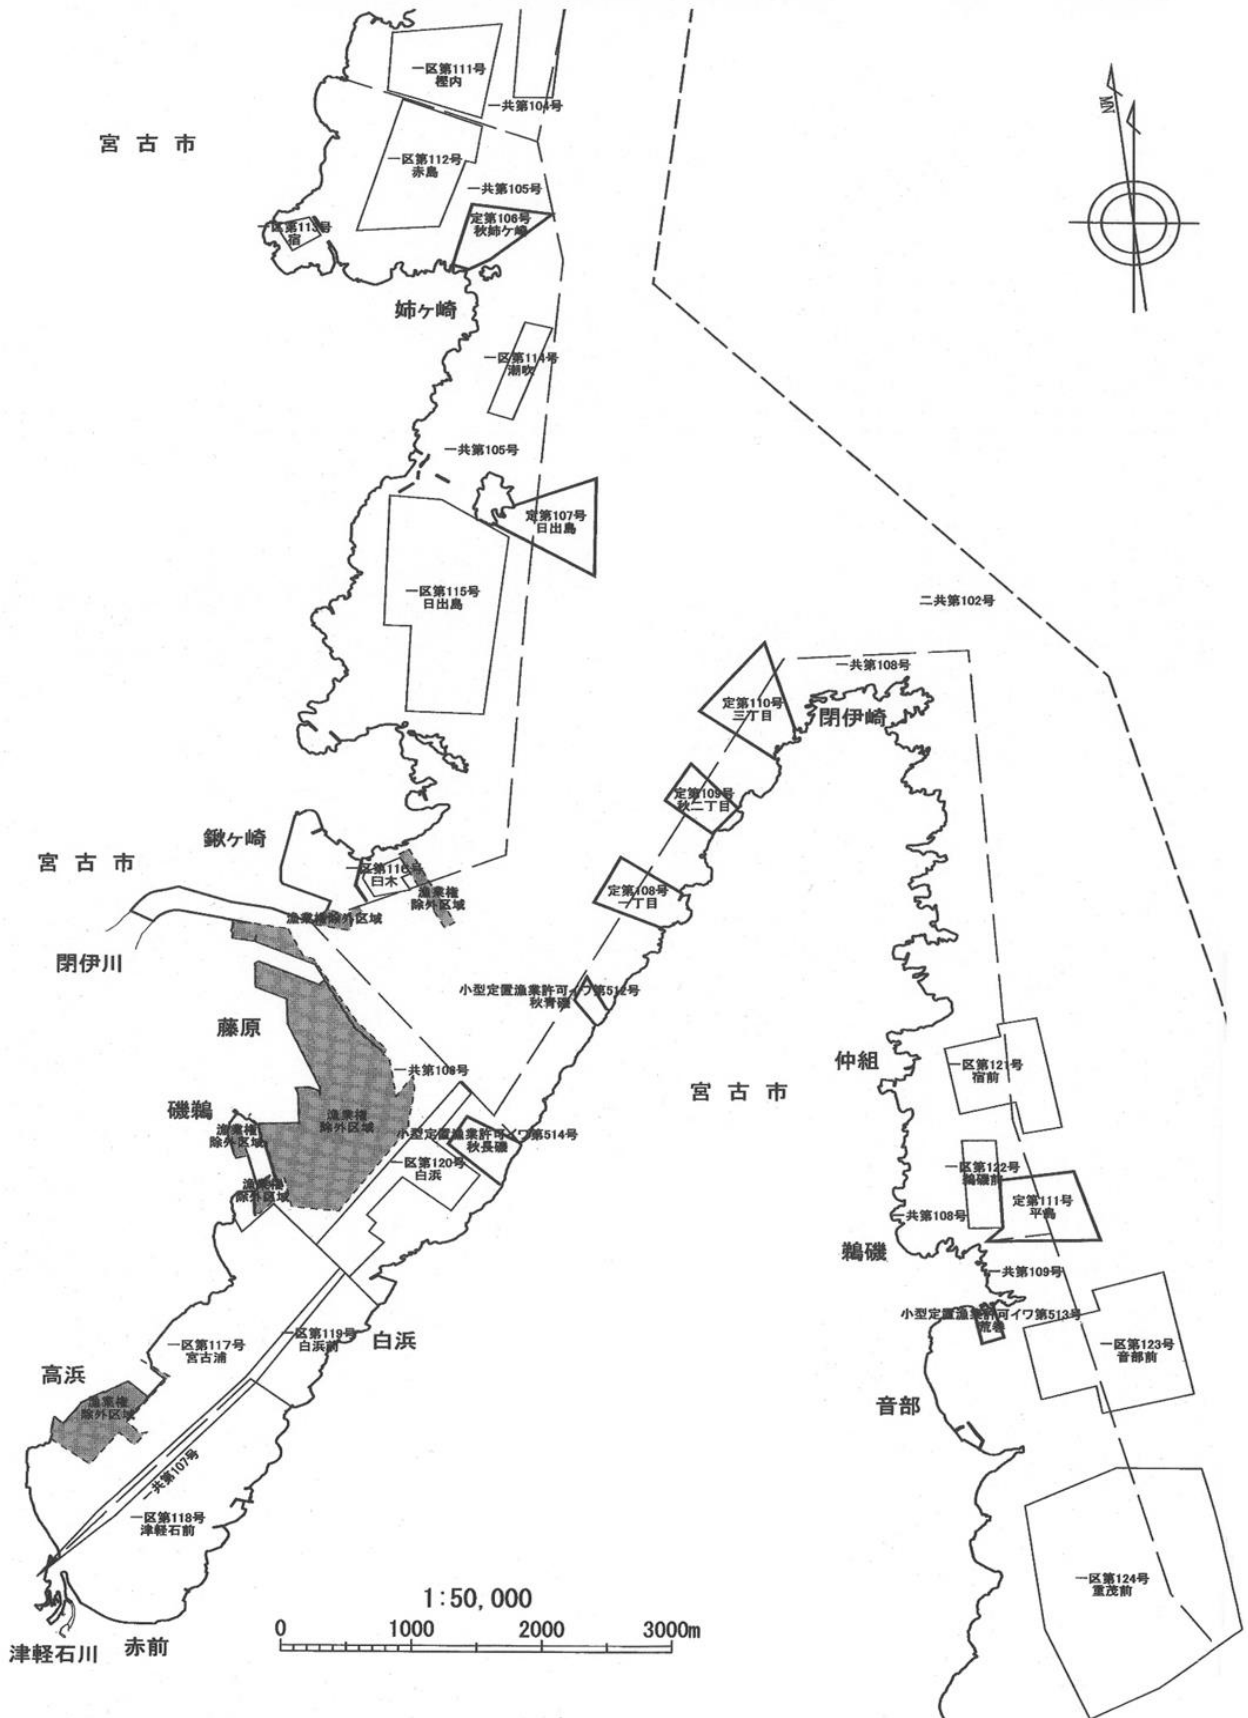 一区第111号
樫内
一共第104号
宮古市
MN
一区第112号
赤島
一共第105号
定第106号
秋姉ケ崎
一区第113号
宿
姉ヶ崎
一区第114号
潮吹
一共第105号
定第107号
日出島
一区第115号
日出島
二共第102号
一共第108号
定第110号
三丁目
閉伊崎
定第109号
秋二丁目
鍬ヶ崎
宮古市
一区第116号
臼木
漁業権
除外区域
定第108号
一丁目
漁業権除外区域
閉伊川
小型定置漁業許可イワ第512号
秋青磯
藤原
仲組
一区第121号
宿前
一共第106号
宮古市
磯鶏
漁業権
除外区域
漁業権
除外区域
小型定置漁業許可イワ第514号
秋長磯
一区第120号
白浜
一区第122号
鵜磯前
漁業権
除外区域
定第111号
平島
一共第108号
鵜磯
一共第109号
小型定置漁業許可イワ第513号
荒巻
一区第117号
宮古浦
一区第119号
白浜前
白浜
一区第123号
音部前
高浜
漁業権
除外区域
音部
一共第107号
一区第118号
津軽石前
一区第124号
重茂前
1:50,000
0 1000 2000 3000m
津軽石川
赤前